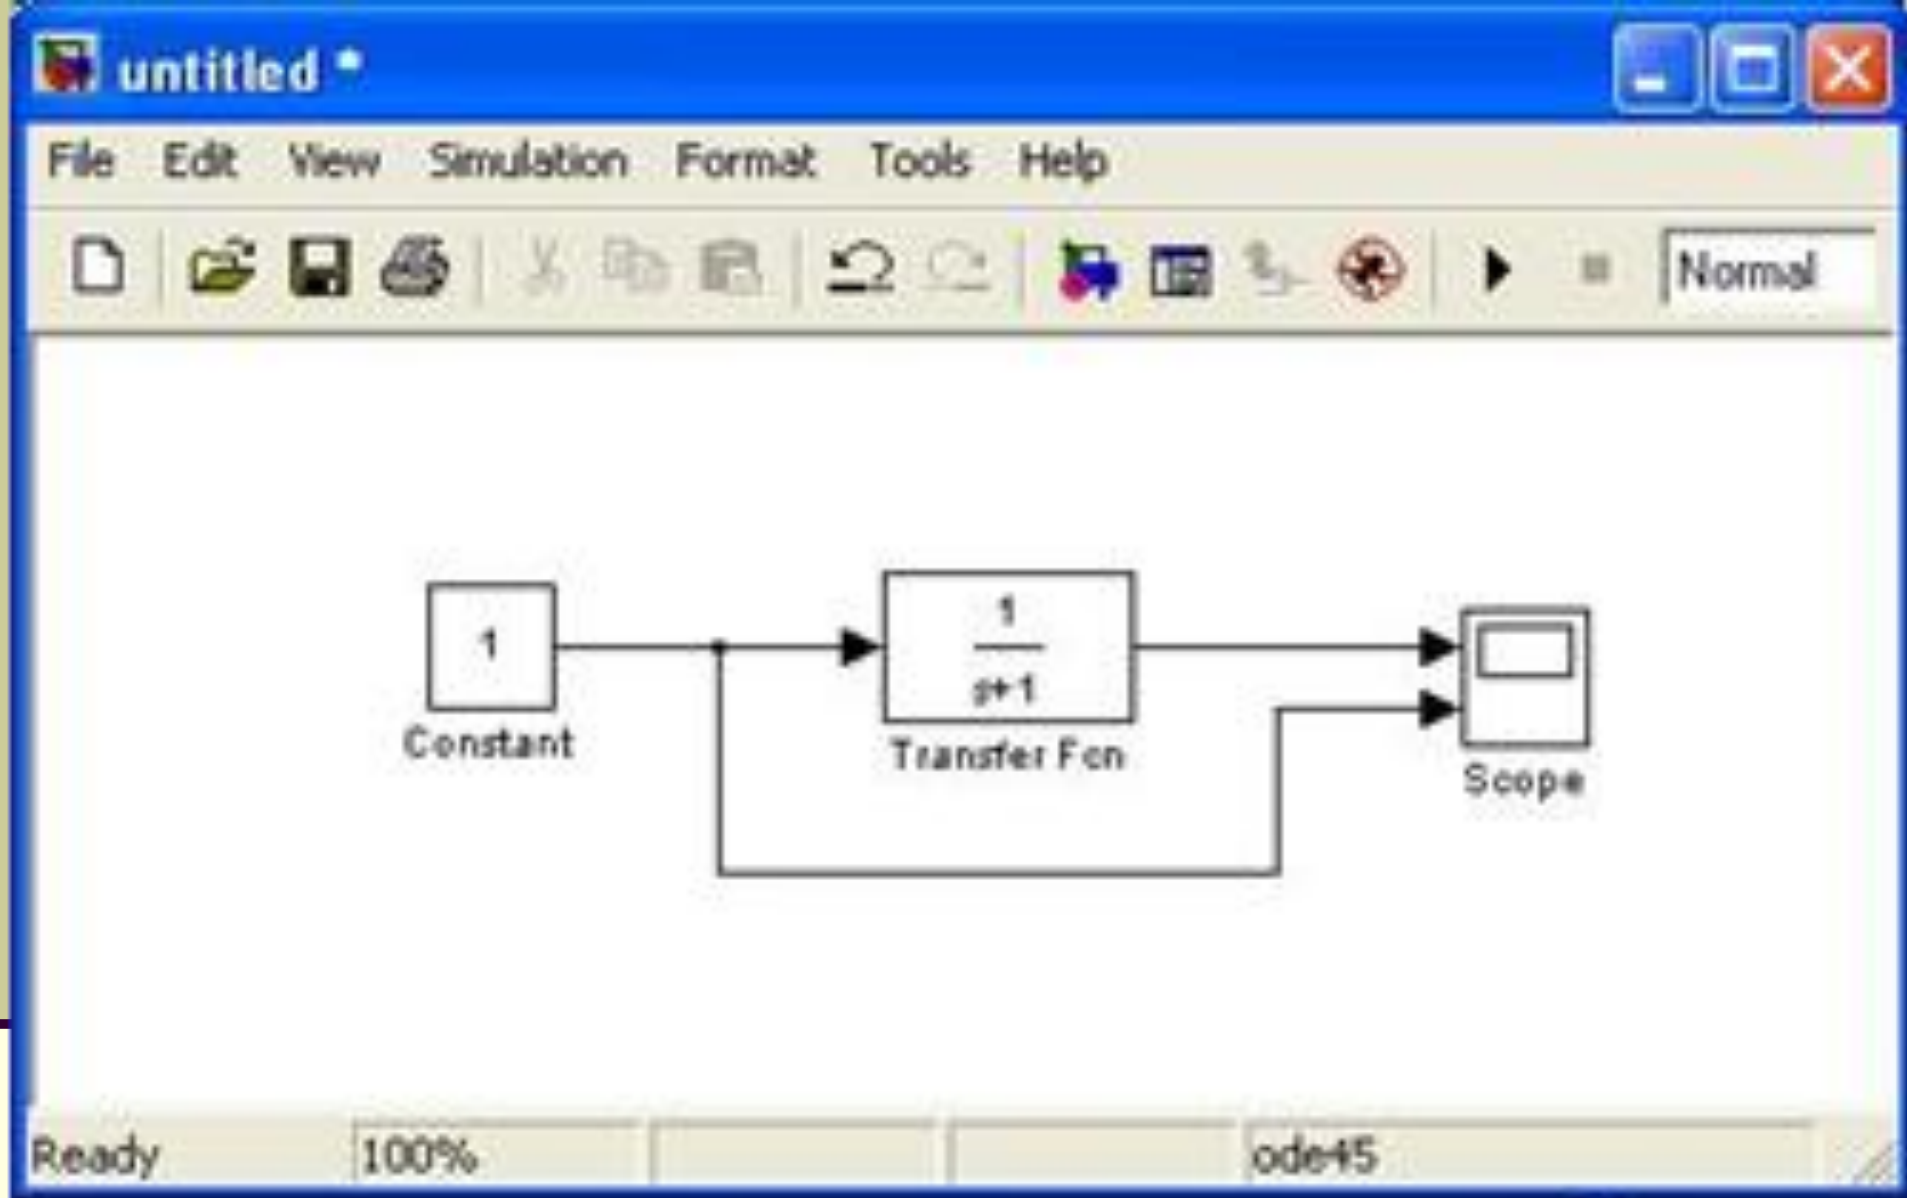 untitled *
File Edit View Simulation Format Tools Help
Normal
1
Constant
1
s+1
Transfer Fcn
Scope
Ready 100% ode45